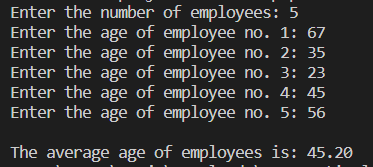 Enter the number of employees: 5
Enter the age of employee no. 1: 67
Enter the age of employee no. 2: 35
Enter the age of employee no. 3: 23
Enter the age of employee no. 4: 45
Enter the age of employee no. 5: 56
The average age of employees is: 45.20